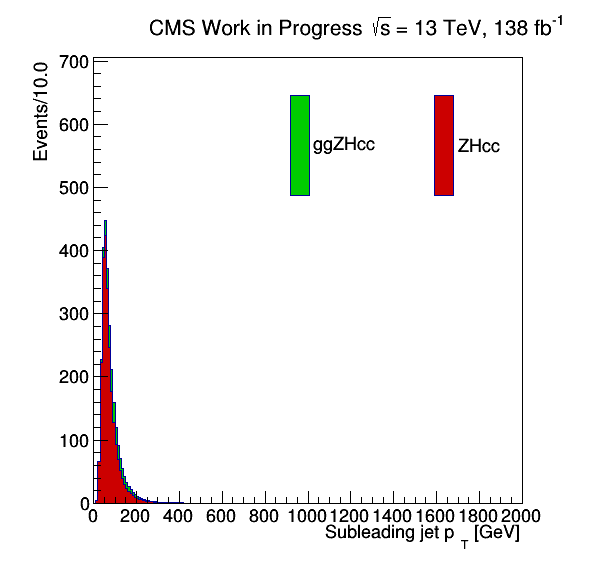 CMS Work in Progress √s = 13 TeV, 138 fb-1
Events/10.0
700
600
500
400
300
200
100
0
ggZHcc
ZHcc
0 200 400 600 800 1000 1200 1400 1600 1800 2000
Subleading jet p T [GeV]